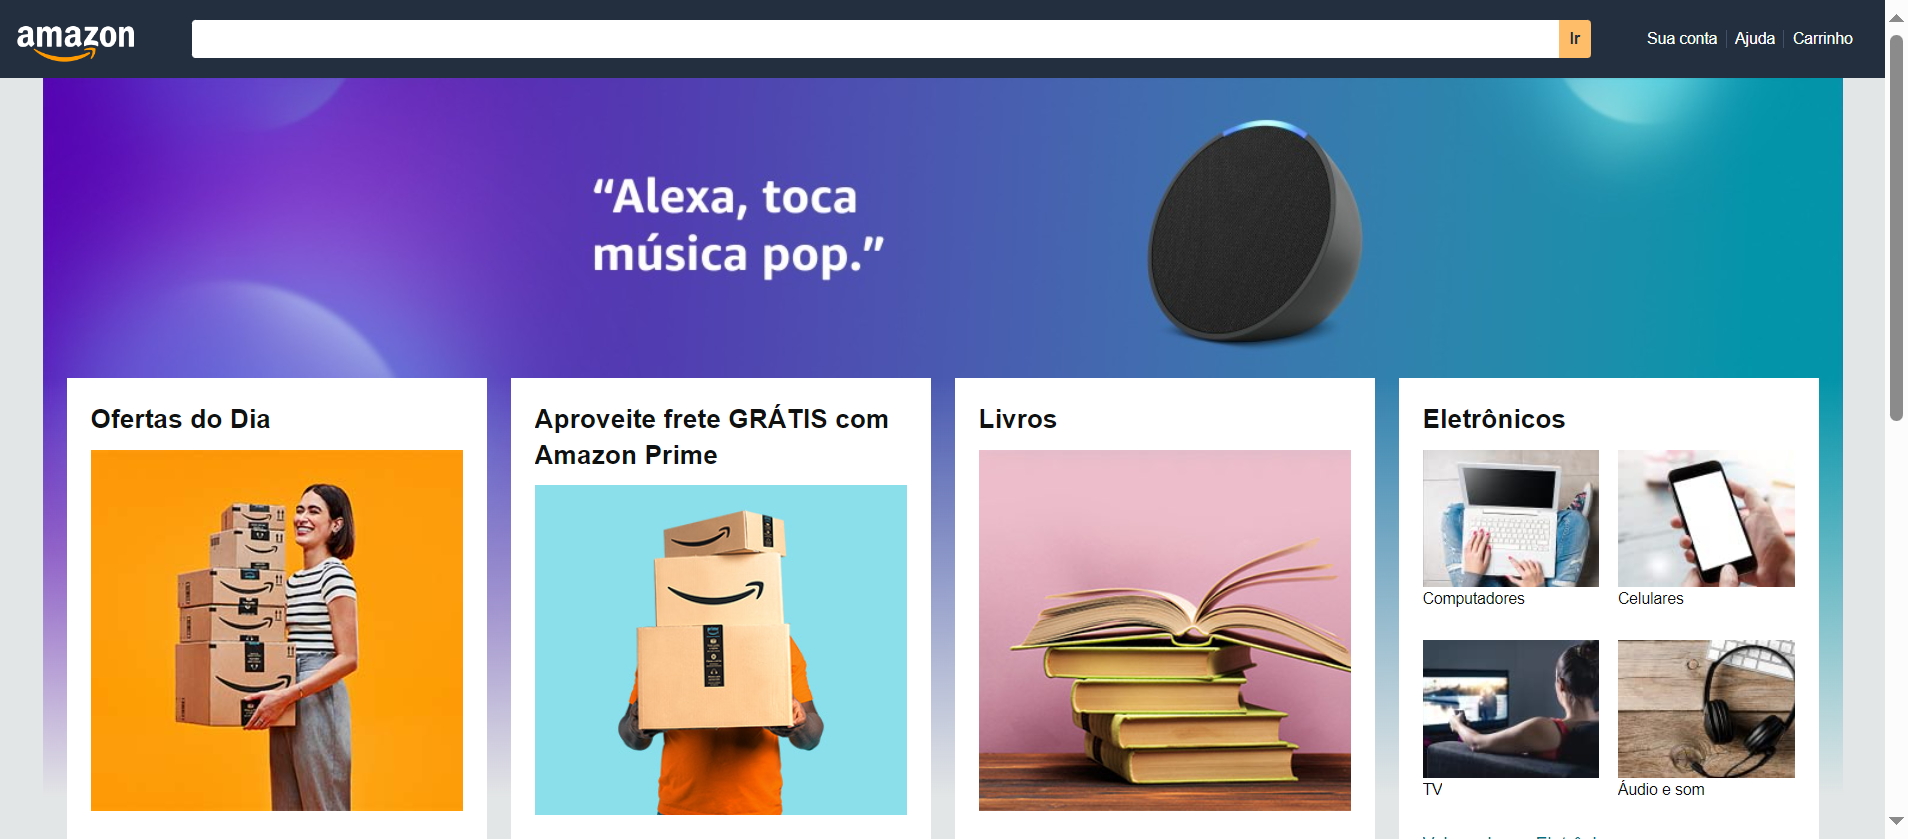 amazon
Ir
Sua conta
Ajuda
Carrinho
“Alexa, toca
música pop.”
Ofertas do Dia
Aproveite frete GRÁTIS com
Amazon Prime
Livros
Eletrônicos
Computadores
Celulares
TV
Áudio e som